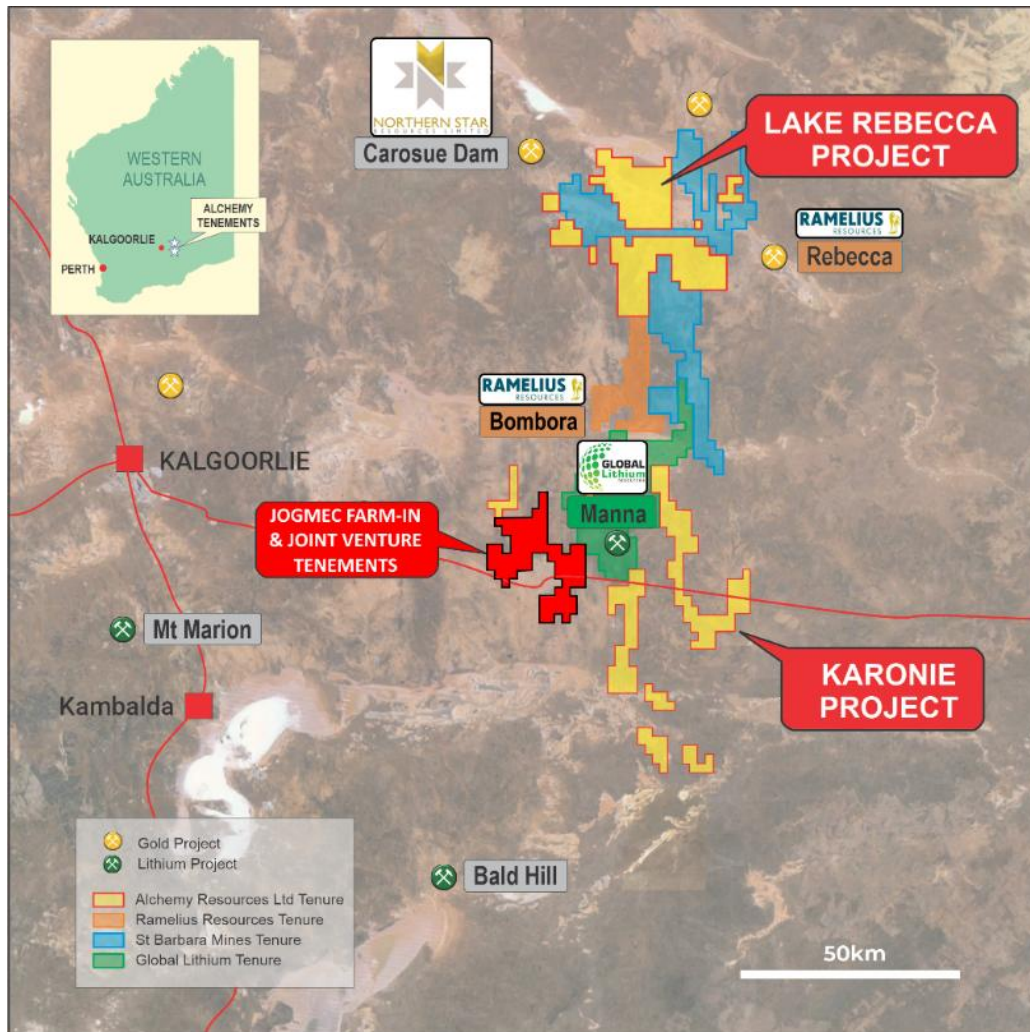 WESTERN
AUSTRALIA
ALCHEMY
TENEMENTS
KALGOORLIE
PERTH
NORTHERN STAR
RESOURCES LIMITED
Carosue Dam
LAKE REBECCA
PROJECT
RAMELIUS
RESOURCES
Rebecca
RAMELIUS
RESOURCES
Bombora
KALGOORLIE
GLOBAL
Lithium
Manna
JOGMEC FARM-IN
& JOINT VENTURE
TENEMENTS
Mt Marion
Kambalda
KARONIE
PROJECT
Gold Project
Lithium Project
Alchemy Resources Ltd Tenure
Ramelius Resources Tenure
St Barbara Mines Tenure
Global Lithium Tenure
Bald Hill
50km